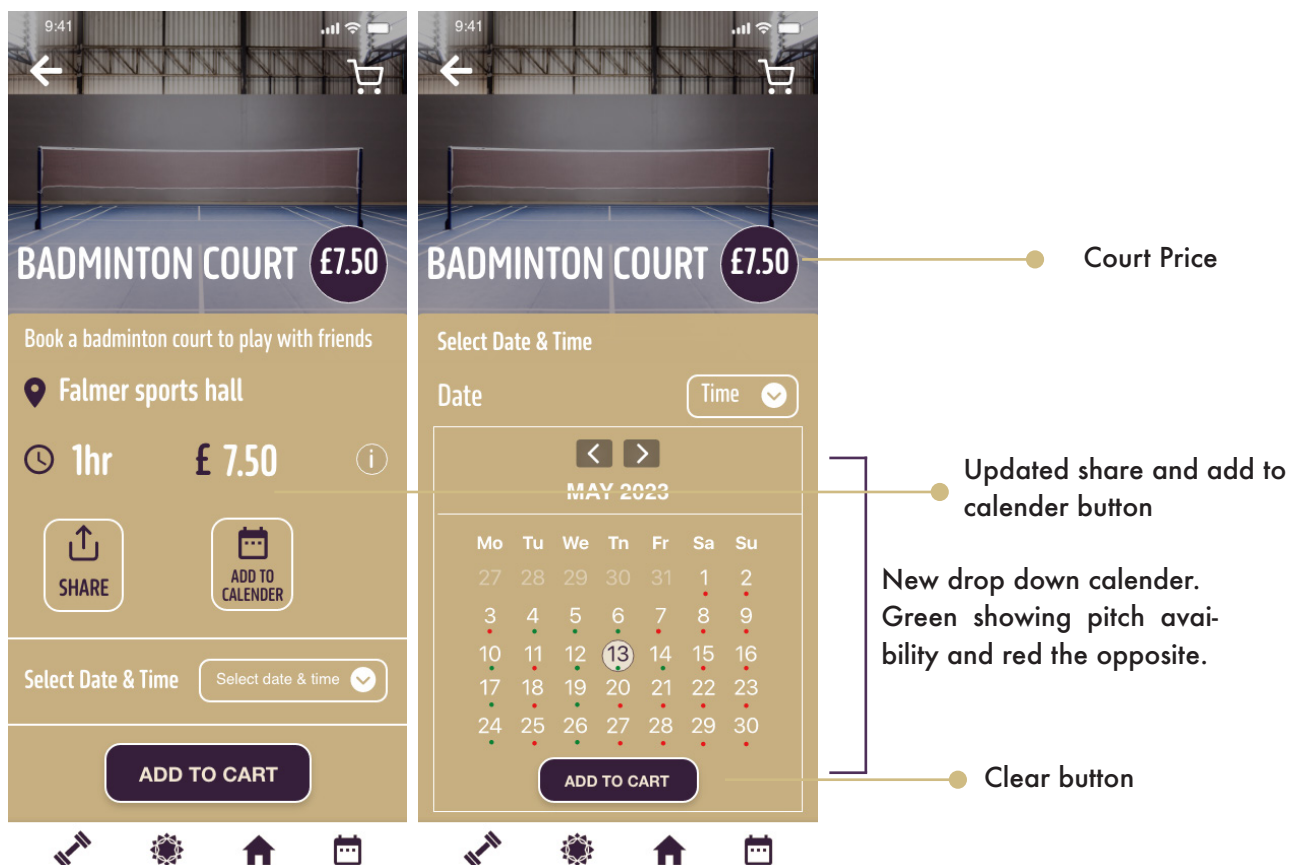 9:41
BADMINTON COURT £7.50
Book a badminton court to play with friends
Falmer sports hall
1hr £ 7.50 i
SHARE
ADD TO
CALENDER
Select Date & Time Select date & time
ADD TO CART
9:41
BADMINTON COURT £7.50
Select Date & Time
Date Time
MAY 2023
Mo Tu We Tn Fr Sa Su
27 28 29 30 31 1 2
3 4 5 6 7 8 9
10 11 12 13 14 15 16
17 18 19 20 21 22 23
24 25 26 27 28 29 30
ADD TO CART
Court Price
Updated share and add to
calender button
New drop down calender.
Green showing pitch avai-
bility and red the opposite.
Clear button